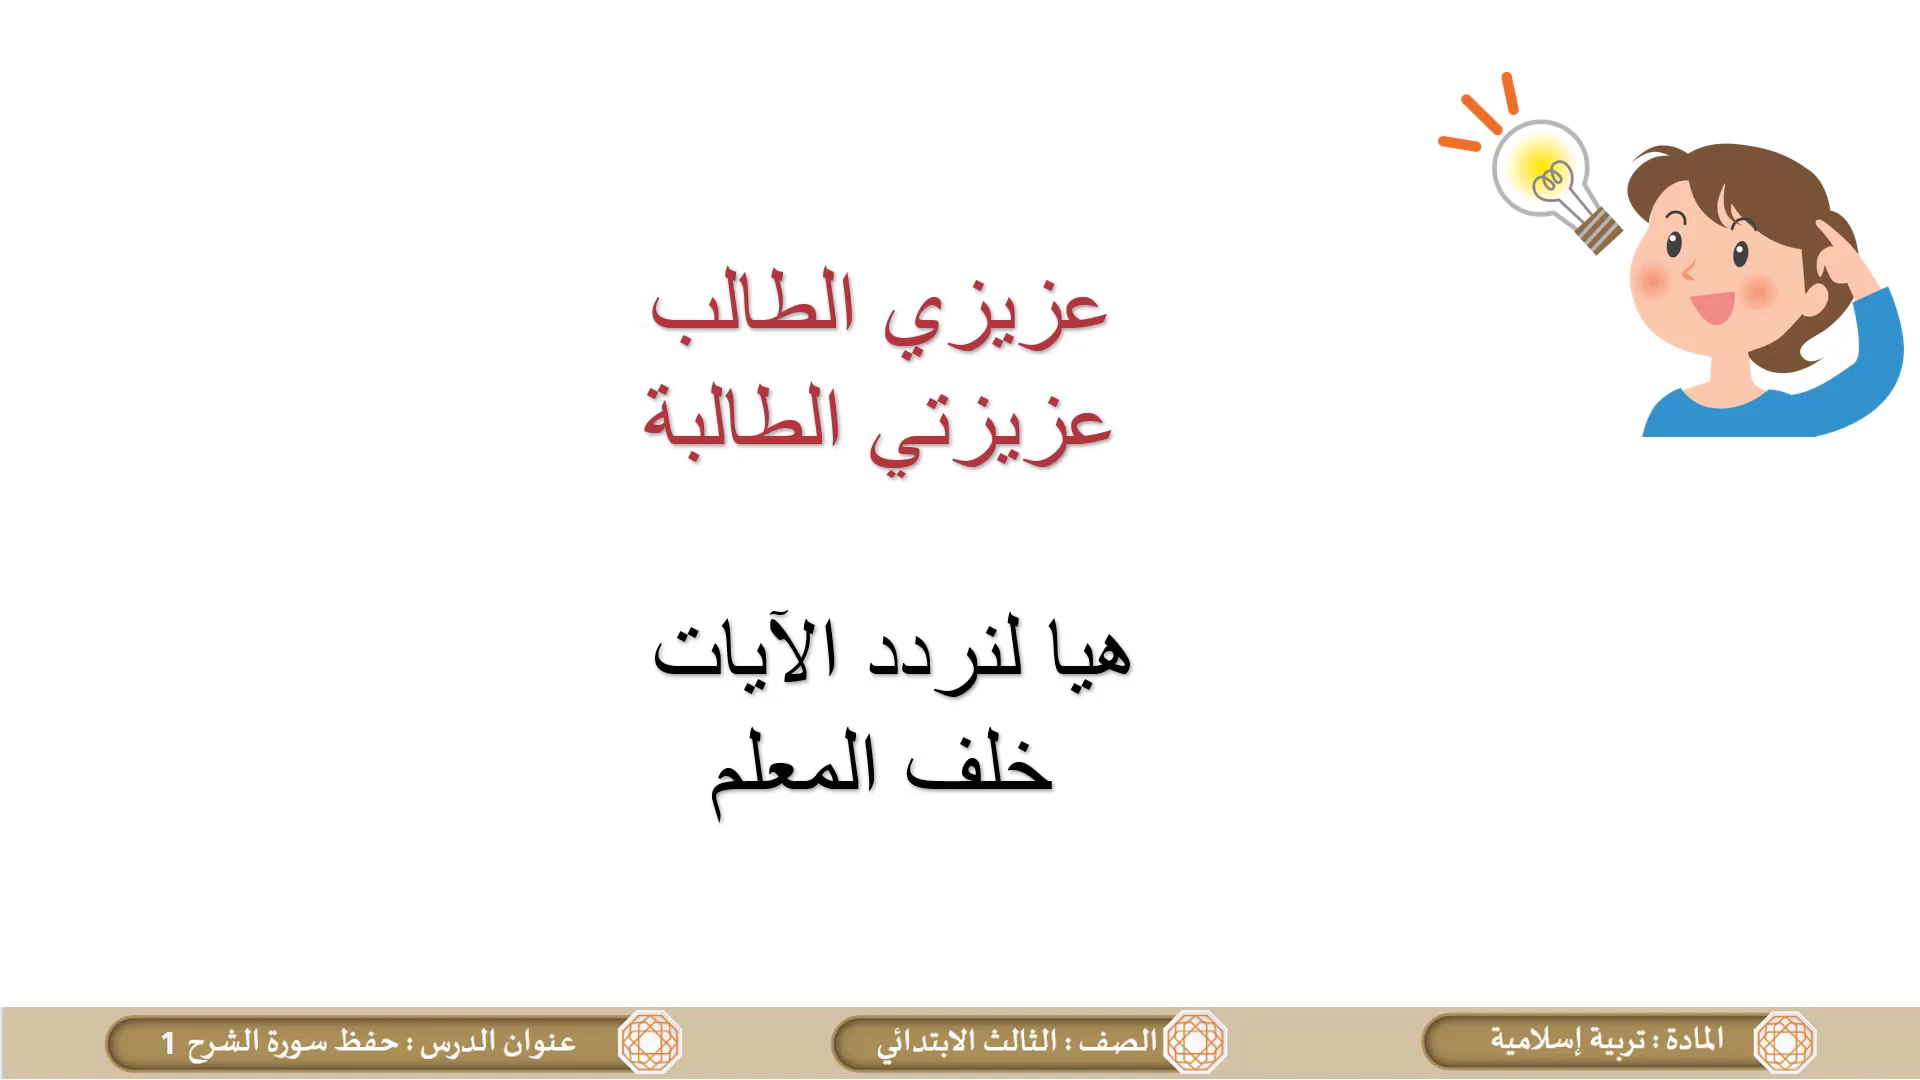 عزيزي الطالب
عزيزتي الطالبة
هيا لنردد الآيات
خلف المعلم
المادة : تربية إسلامية
الصف : الثالث الابتدائي
عنوان الدرس : حفظ سورة الشرح 1